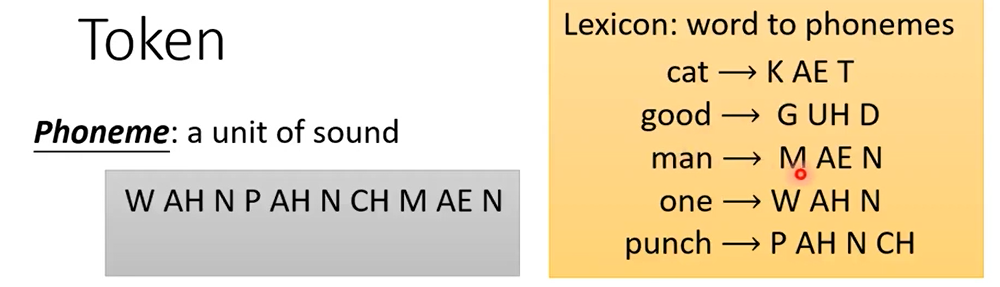 Token
Phoneme: a unit of sound
W AH N P AH N CH M AE N
Lexicon: word to phonemes
cat ⟶ K AE T
good ⟶ G UH D
man ⟶ M AE N
one ⟶ W AH N
punch ⟶ P AH N CH